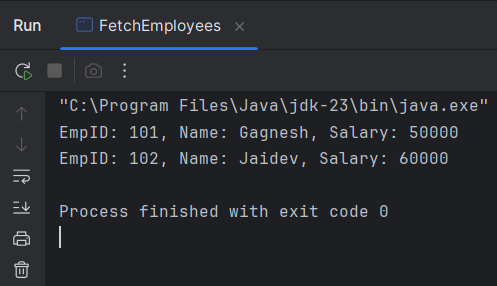 Run FetchEmployees
"C:\Program Files\Java\jdk-23\bin\java.exe"
EmpID: 101, Name: Gagnesh, Salary: 50000
EmpID: 102, Name: Jaidev, Salary: 60000
Process finished with exit code 0